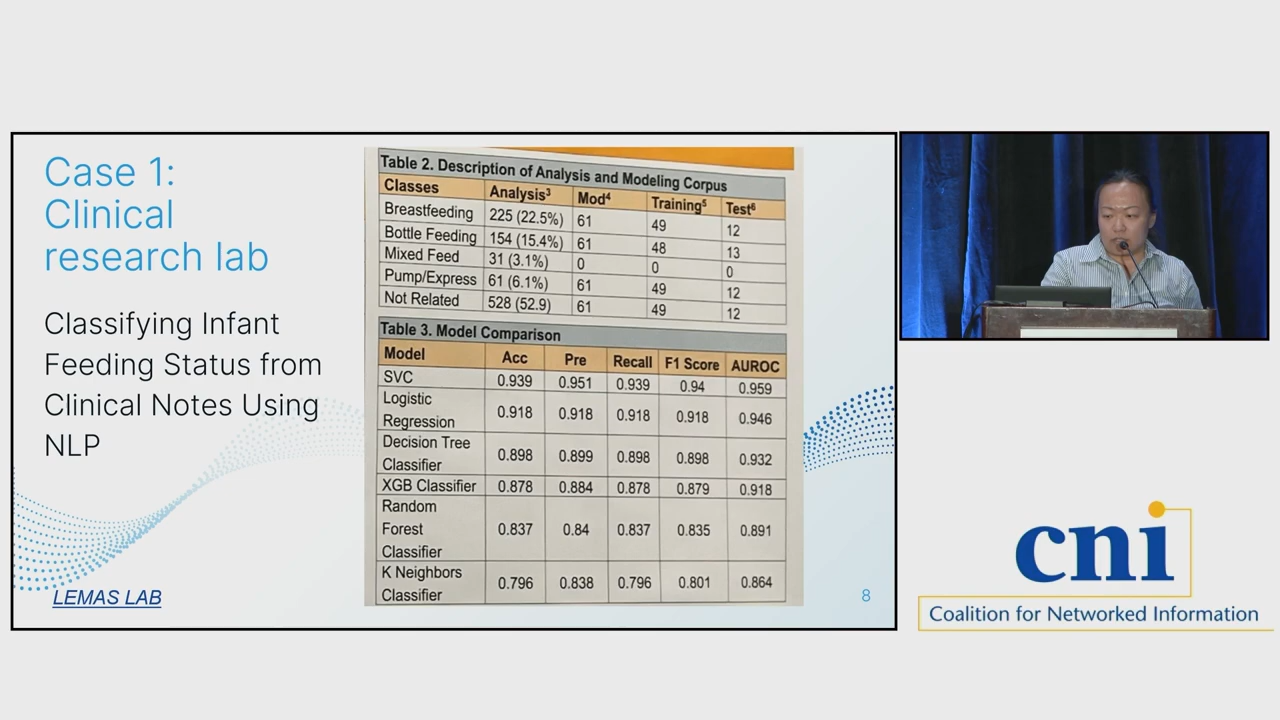 Case 1:
Clinical
research lab
Classifying Infant
Feeding Status from
Clinical Notes Using
NLP
LEMAS LAB
Table 2. Description of Analysis and Modeling Corpus
Classes Analysis³ Mod⁴ Training⁵ Test⁶
Breastfeeding 225 (22.5%) 61 49 12
Bottle Feeding 154 (15.4%) 61 48 13
Mixed Feed 31 (3.1%) 0 0 0
Pump/Express 61 (6.1%) 61 49 12
Not Related 528 (52.9) 61 49 12
Table 3. Model Comparison
Model Acc Pre Recall F1 Score AUROC
SVC 0.939 0.951 0.939 0.94 0.959
Logistic
Regression 0.918 0.918 0.918 0.918 0.946
Decision Tree
Classifier 0.898 0.899 0.898 0.898 0.932
XGB Classifier 0.878 0.884 0.878 0.879 0.918
Random
Forest 0.837 0.84 0.837 0.835 0.891
Classifier
K Neighbors
Classifier 0.796 0.838 0.796 0.801 0.864
8
cni
Coalition for Networked Information